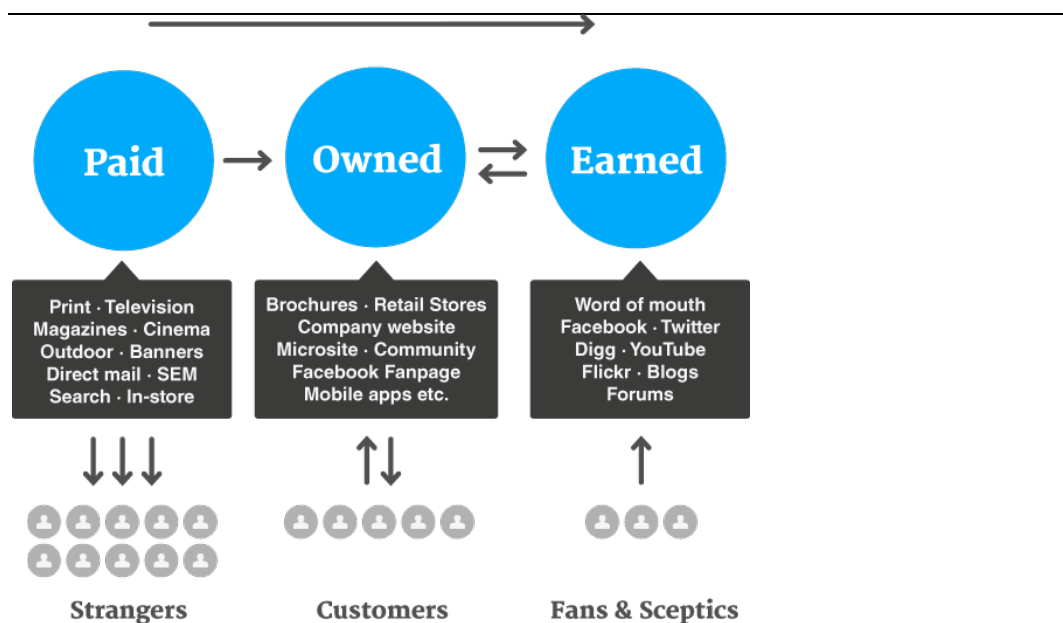 Paid
Owned
Earned
Print · Television
Magazines · Cinema
Outdoor · Banners
Direct mail · SEM
Search · In-store
Brochures · Retail Stores
Company website
Microsite · Community
Facebook Fanpage
Mobile apps etc.
Word of mouth
Facebook · Twitter
Digg · YouTube
Flickr · Blogs
Forums
Strangers
Customers
Fans & Sceptics